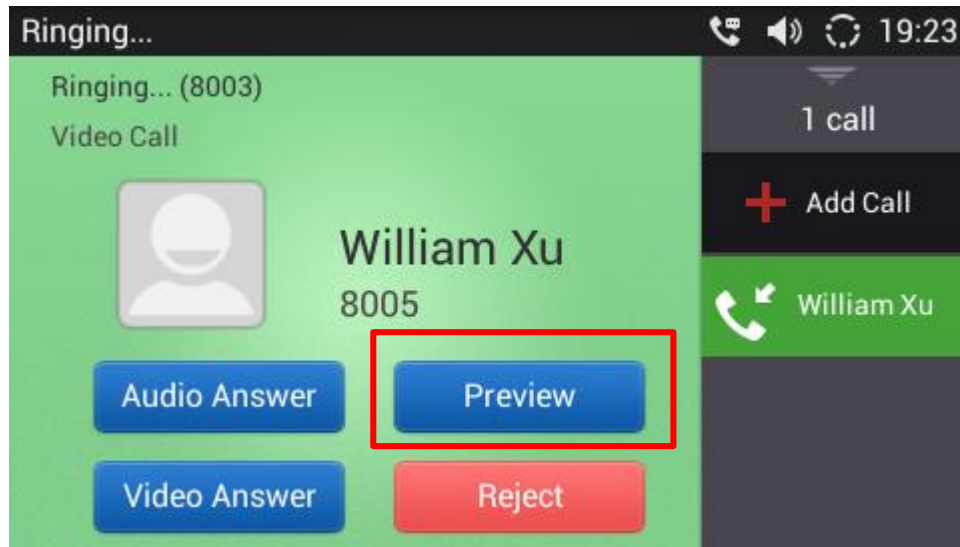 Ringing...
19:23
Ringing... (8003)
Video Call
William Xu
8005
Audio Answer
Preview
Video Answer
Reject
1 call
Add Call
William Xu